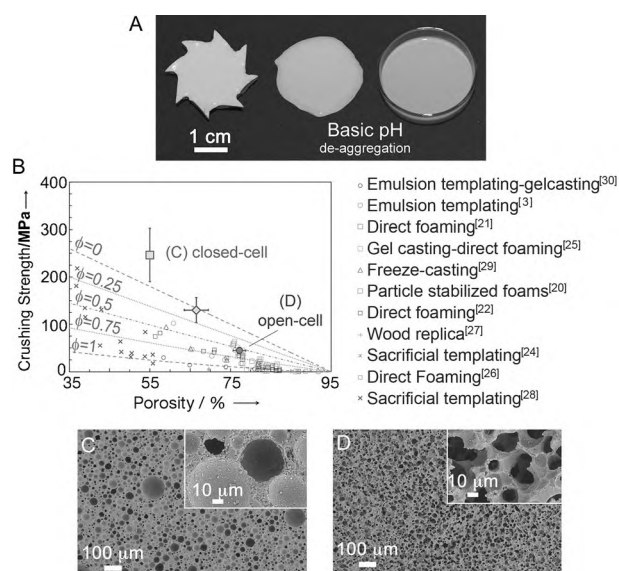 A
1 cm
Basic pH
de-aggregation
B
Crushing Strength/MPa →
400
300
200
100
0
ϕ=0
ϕ=0.25
ϕ=0.5
ϕ=0.75
ϕ=1
(C) closed-cell
(D)
open-cell
35 45 55 65 75 85 95
Porosity / % →
Emulsion templating-gelcasting[30]
Emulsion templating[3]
Direct foaming[21]
Gel casting-direct foaming[25]
Freeze-casting[29]
Particle stabilized foams[20]
Direct foaming[22]
Wood replica[27]
Sacrificial templating[24]
Direct Foaming[26]
Sacrificial templating[28]
C
10 μm
100 μm
D
10 μm
100 μm